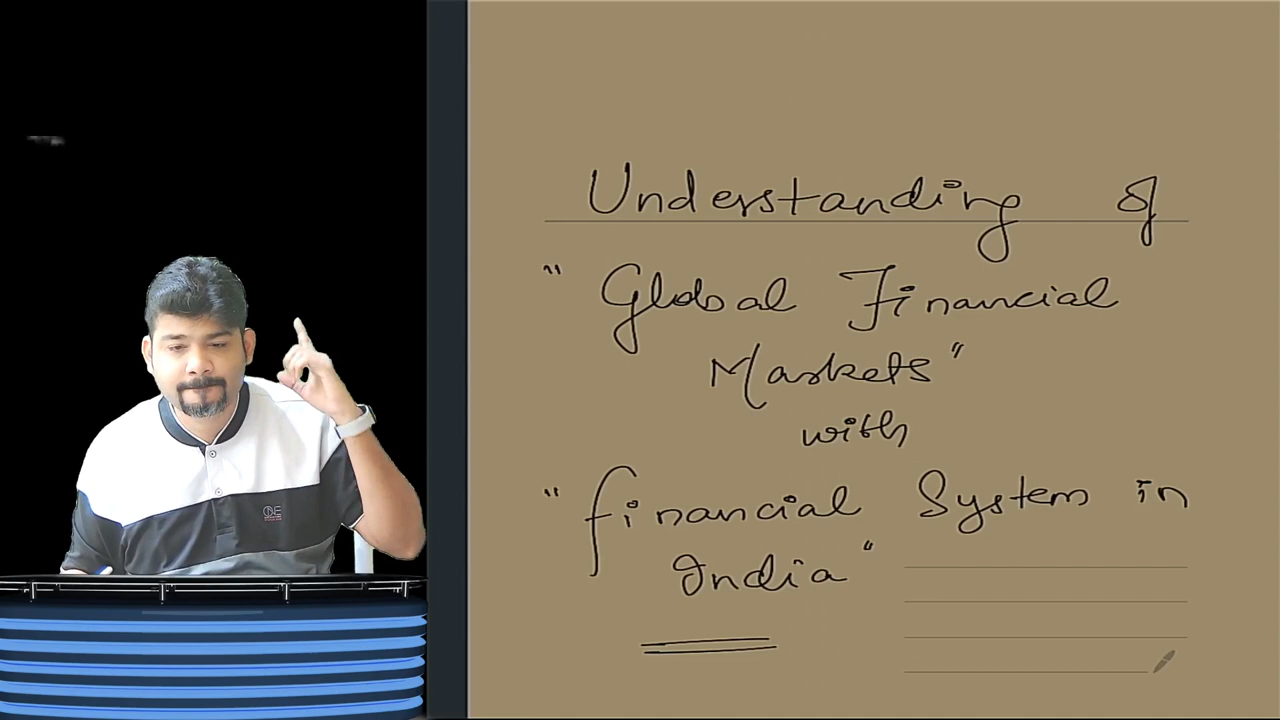 Understanding of
"Global Financial
Markets"
with
"financial System in
India"